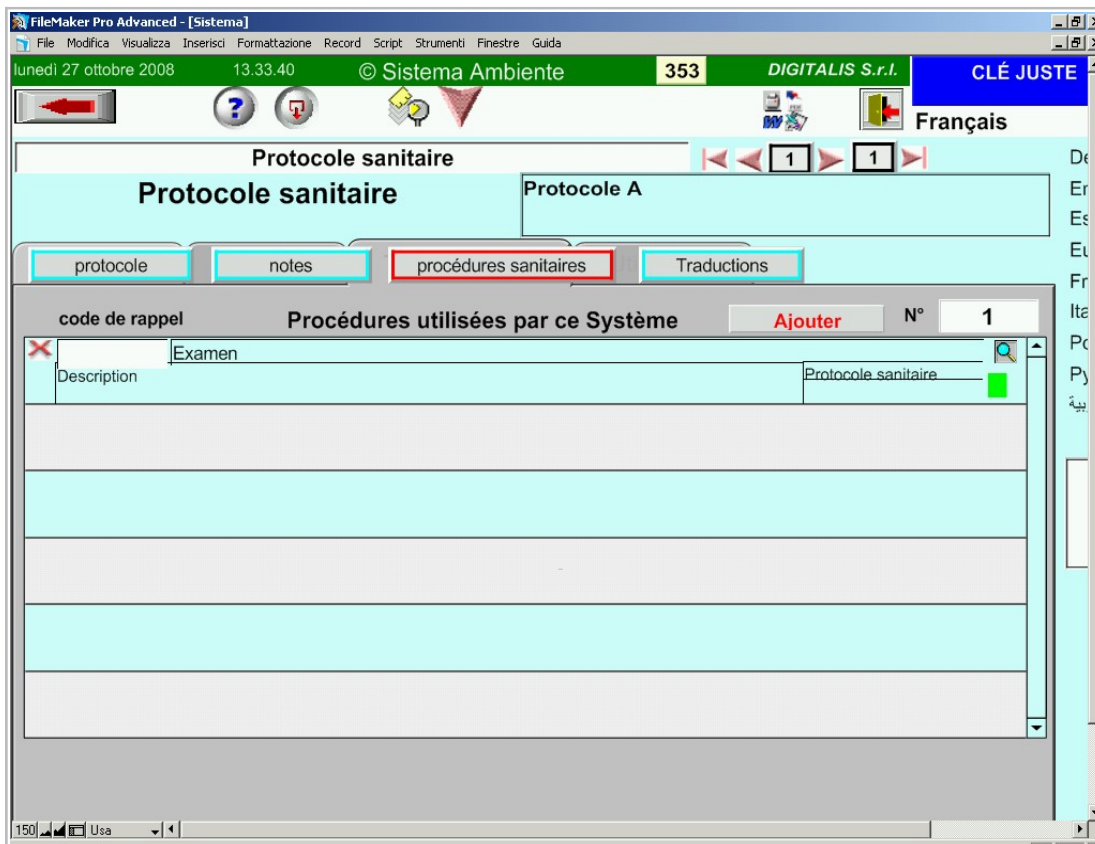 FileMaker Pro Advanced - [Sistema]
File Modifica Visualizza Inserisci Formattazione Record Script Strumenti Finestre Guida
lunedì 27 ottobre 2008 13.33.40 © Sistema Ambiente 353 DIGITALIS S.r.l. CLÉ JUSTE
Français
Protocole sanitaire 1 1
Protocole sanitaire Protocole A
protocole notes procédures sanitaires Traductions
code de rappel Procédures utilisées par ce Système Ajouter N° 1
Examen
Description Protocole sanitaire
150 Usa